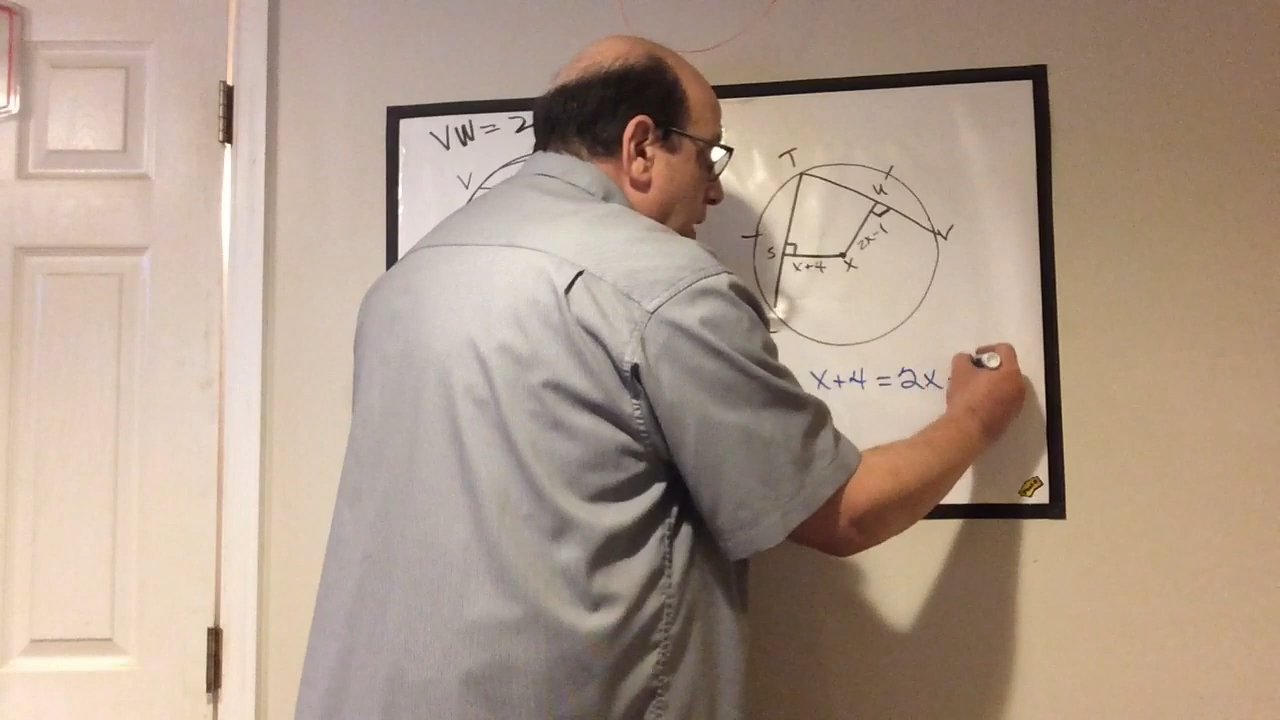 VW = 2
V
T
U
V
S
2x-1
x+4
X
x+4 = 2x